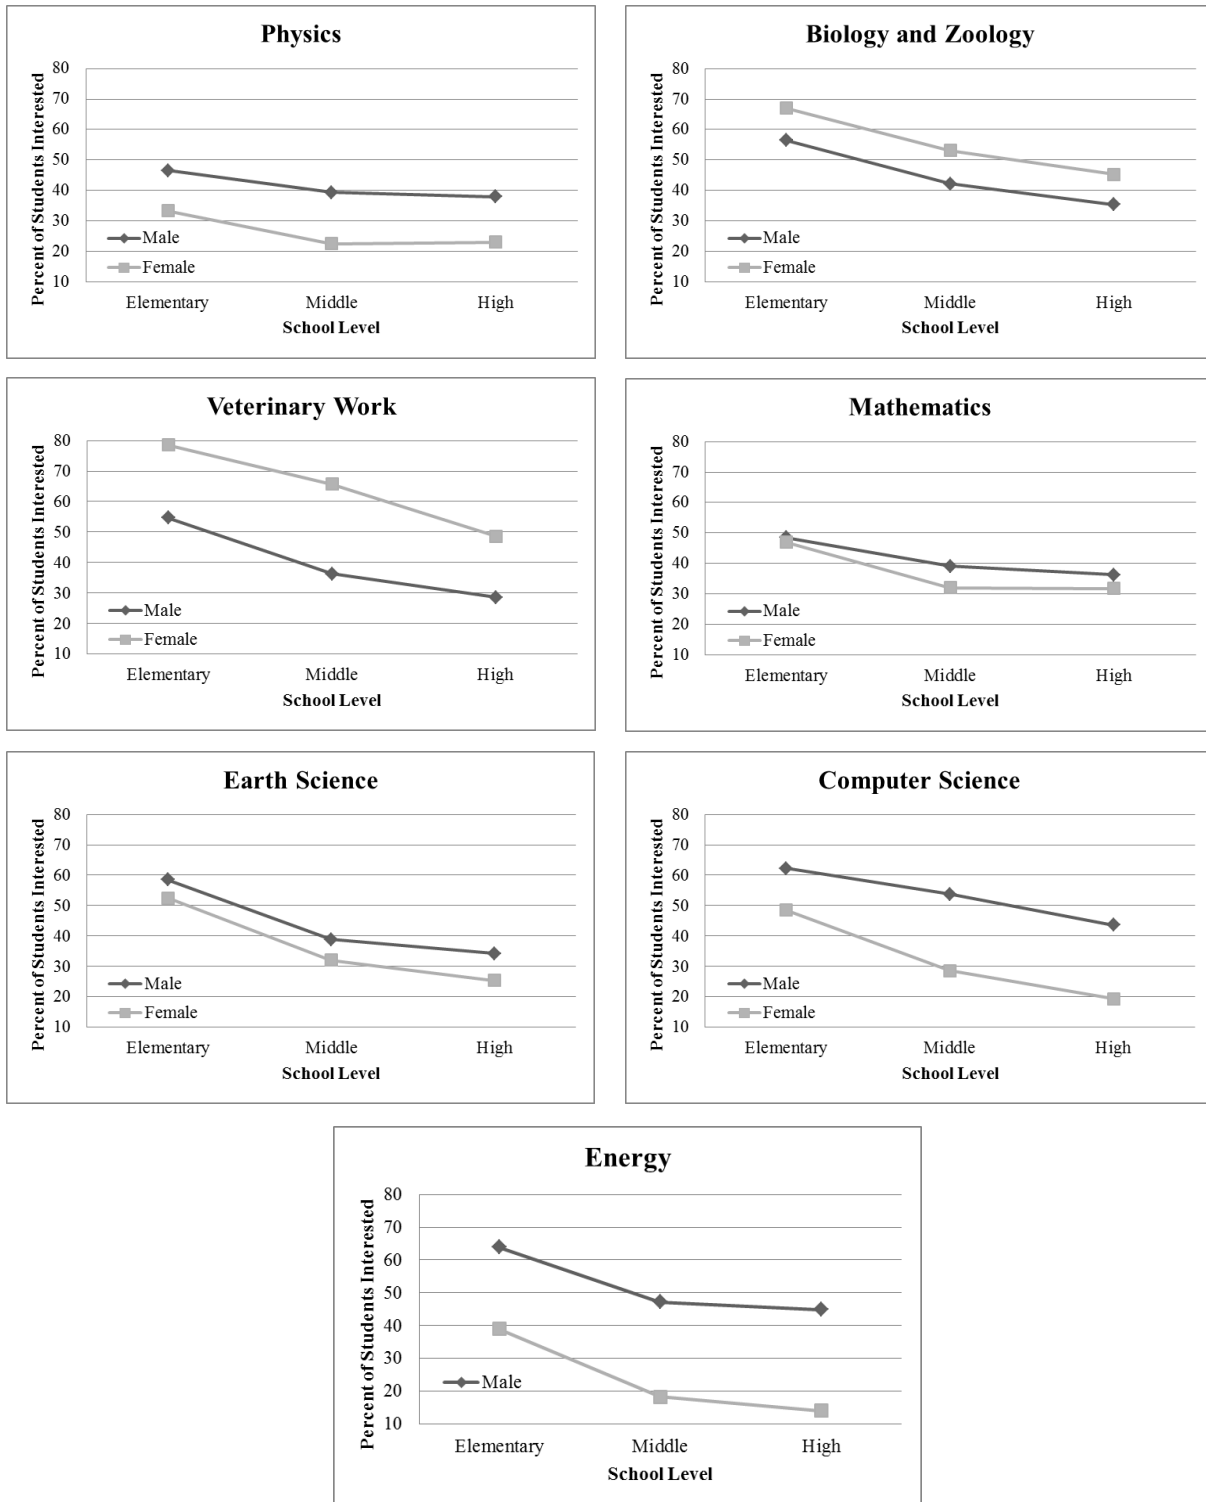 Physics
Percent of Students Interested
80
70
60
50
40
30
20
10
Male
Female
Elementary
Middle
High
School Level
Biology and Zoology
Percent of Students Interested
80
70
60
50
40
30
20
10
Male
Female
Elementary
Middle
High
School Level
Veterinary Work
Percent of Students Interested
80
70
60
50
40
30
20
10
Male
Female
Elementary
Middle
High
School Level
Mathematics
Percent of Students Interested
80
70
60
50
40
30
20
10
Male
Female
Elementary
Middle
High
School Level
Earth Science
Percent of Students Interested
80
70
60
50
40
30
20
10
Male
Female
Elementary
Middle
High
School Level
Computer Science
Percent of Students Interested
80
70
60
50
40
30
20
10
Male
Female
Elementary
Middle
High
School Level
Energy
Percent of Students Interested
80
70
60
50
40
30
20
10
Male
Elementary
Middle
High
School Level